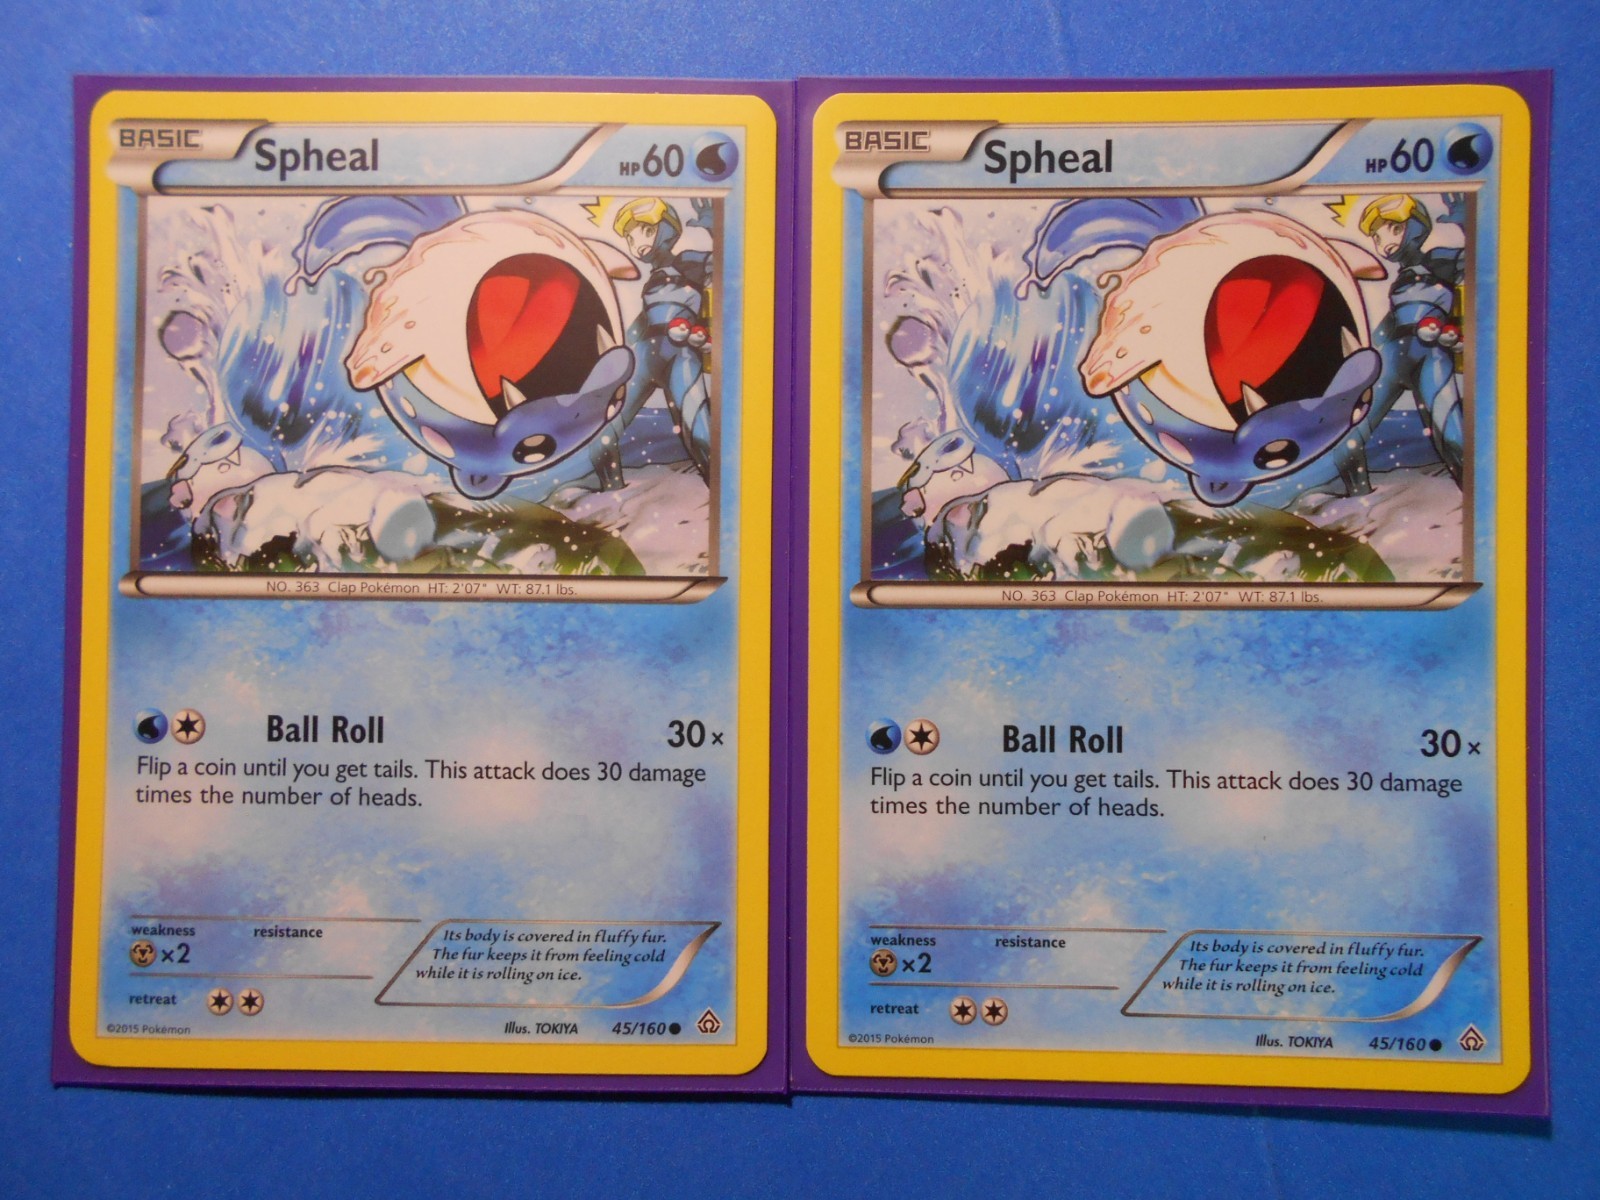 BASIC Spheal HP60
NO. 363 Clap Pokémon HT: 2'07" WT: 87.1 lbs.
Ball Roll 30×
Flip a coin until you get tails. This attack does 30 damage
times the number of heads.
weakness resistance
×2
retreat
Its body is covered in fluffy fur.
The fur keeps it from feeling cold
while it is rolling on ice.
©2015 Pokémon Illus. TOKIYA 45/160
BASIC Spheal HP60
NO. 363 Clap Pokémon HT: 2'07" WT: 87.1 lbs.
Ball Roll 30×
Flip a coin until you get tails. This attack does 30 damage
times the number of heads.
weakness resistance
×2
retreat
Its body is covered in fluffy fur.
The fur keeps it from feeling cold
while it is rolling on ice.
©2015 Pokémon Illus. TOKIYA 45/160